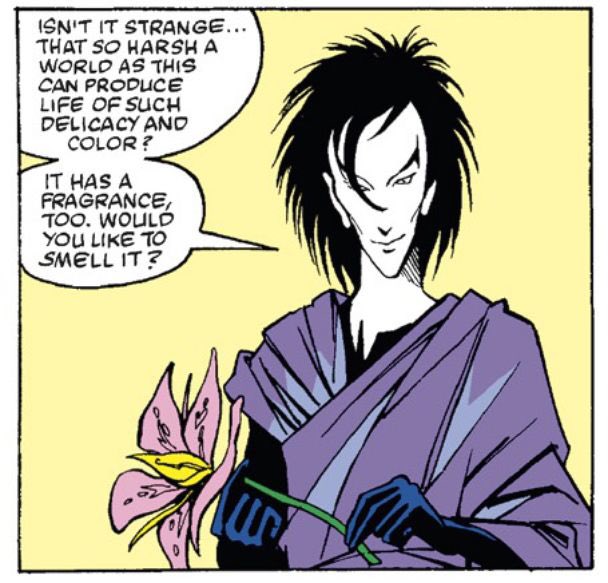 ISN'T IT STRANGE...
THAT SO HARSH A
WORLD AS THIS
CAN PRODUCE
LIFE OF SUCH
DELICACY AND
COLOR?
IT HAS A
FRAGRANCE,
TOO. WOULD
YOU LIKE TO
SMELL IT?